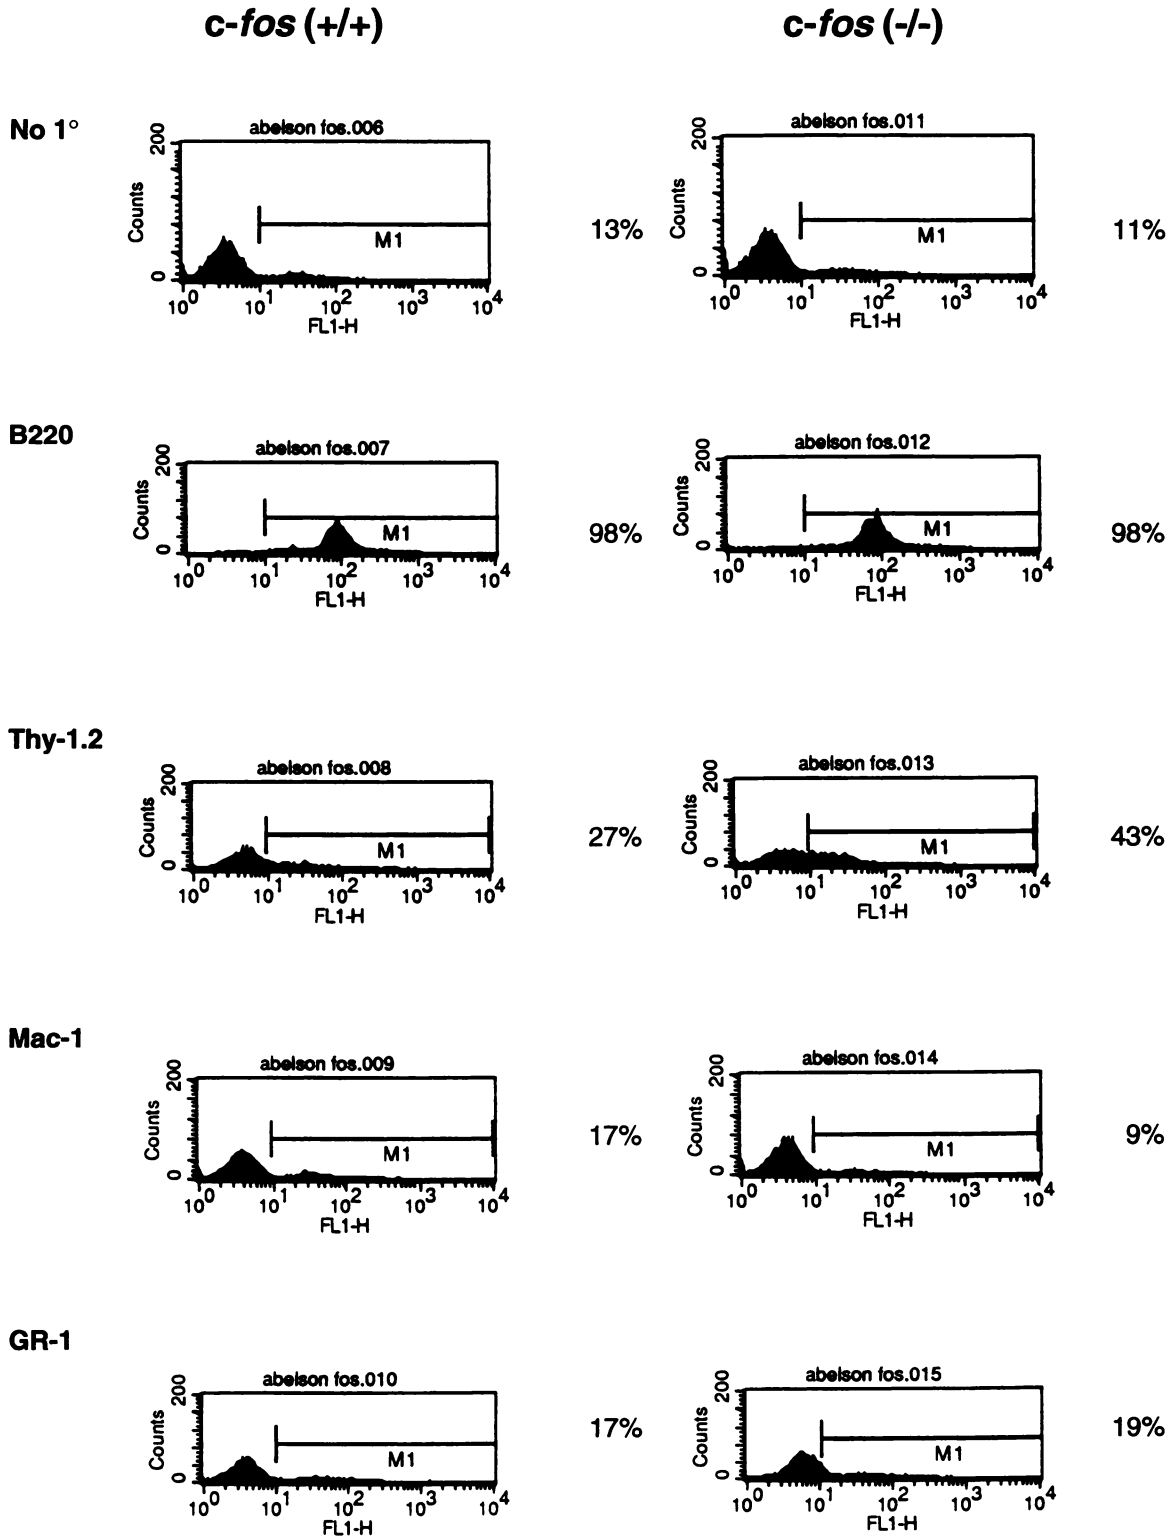 c-fos (+/+) c-fos (-/-)
No 1°
abelson fos.006 abelson fos.011
200 200
Counts Counts
M1 13% M1 11%
0 0
10^0 10^1 10^2 10^3 10^4 10^0 10^1 10^2 10^3 10^4
FL1-H FL1-H
B220
abelson fos.007 abelson fos.012
200 200
Counts Counts
M1 98% M1 98%
0 0
10^0 10^1 10^2 10^3 10^4 10^0 10^1 10^2 10^3 10^4
FL1-H FL1-H
Thy-1.2
abelson fos.008 abelson fos.013
200 200
Counts Counts
M1 27% M1 43%
0 0
10^0 10^1 10^2 10^3 10^4 10^0 10^1 10^2 10^3 10^4
FL1-H FL1-H
Mac-1
abelson fos.009 abelson fos.014
200 200
Counts Counts
M1 17% M1 9%
0 0
10^0 10^1 10^2 10^3 10^4 10^0 10^1 10^2 10^3 10^4
FL1-H FL1-H
GR-1
abelson fos.010 abelson fos.015
200 200
Counts Counts
M1 17% M1 19%
0 0
10^0 10^1 10^2 10^3 10^4 10^0 10^1 10^2 10^3 10^4
FL1-H FL1-H